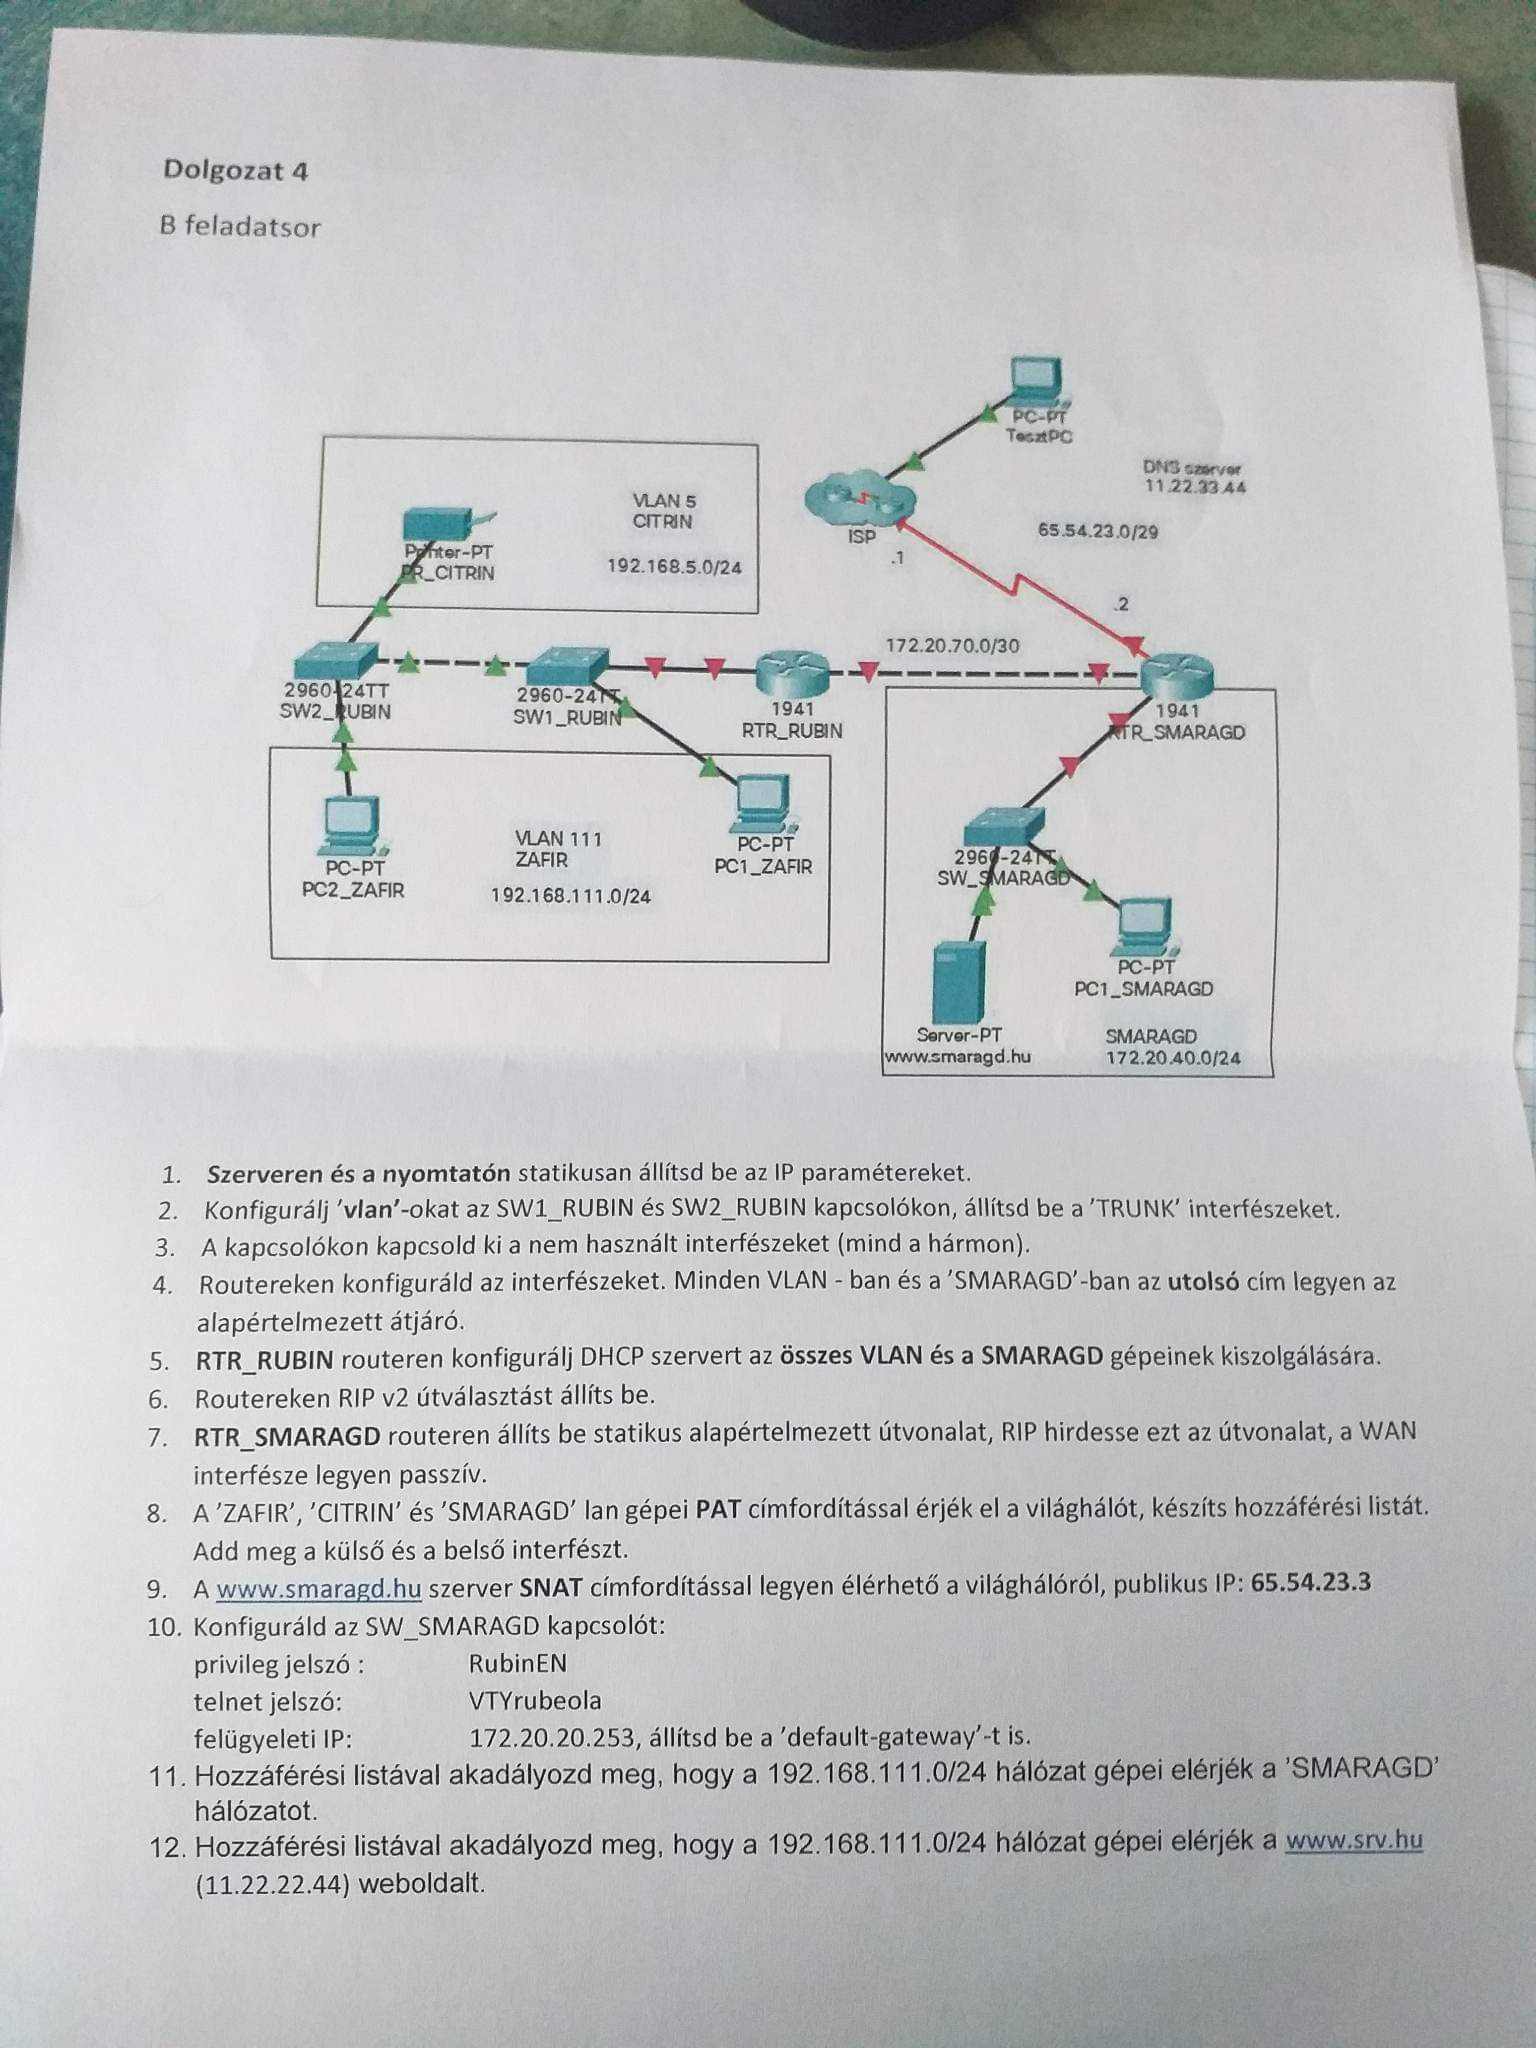 Dolgozat 4
B feladatsor
PC-PT
TesztPC
DNS szerver
11.22.33.44
65.54.23.0/29
ISP
.1
.2
VLAN 5
CITRIN
192.168.5.0/24
Printer-PT
PR_CITRIN
172.20.70.0/30
2960-24TT
SW2_RUBIN
2960-24TT
SW1_RUBIN
1941
RTR_RUBIN
1941
RTR_SMARAGD
PC-PT
PC2_ZAFIR
VLAN 111
ZAFIR
192.168.111.0/24
PC-PT
PC1_ZAFIR
2960-24TT
SW_SMARAGD
PC-PT
PC1_SMARAGD
Server-PT
www.smaragd.hu
SMARAGD
172.20.40.0/24
1. Szerveren és a nyomtatón statikusan állítsd be az IP paramétereket.
2. Konfigurálj 'vlan'-okat az SW1_RUBIN és SW2_RUBIN kapcsolókon, állítsd be a 'TRUNK' interfészeket.
3. A kapcsolókon kapcsold ki a nem használt interfészeket (mind a hármon).
4. Routereken konfiguráld az interfészeket. Minden VLAN - ban és a 'SMARAGD'-ban az utolsó cím legyen az
alapértelmezett átjáró.
5. RTR_RUBIN routeren konfigurálj DHCP szervert az összes VLAN és a SMARAGD gépeinek kiszolgálására.
6. Routereken RIP v2 útválasztást állíts be.
7. RTR_SMARAGD routeren állíts be statikus alapértelmezett útvonalat, RIP hirdesse ezt az útvonalat, a WAN
interfésze legyen passzív.
8. A 'ZAFIR', 'CITRIN' és 'SMARAGD' lan gépei PAT címfordítással érjék el a világhálót, készíts hozzáférési listát.
Add meg a külső és a belső interfészt.
9. A www.smaragd.hu szerver SNAT címfordítással legyen élérhető a világhálóról, publikus IP: 65.54.23.3
10. Konfiguráld az SW_SMARAGD kapcsolót:
privileg jelszó : RubinEN
telnet jelszó: VTYrubeola
felügyeleti IP: 172.20.20.253, állítsd be a 'default-gateway'-t is.
11. Hozzáférési listával akadályozd meg, hogy a 192.168.111.0/24 hálózat gépei elérjék a 'SMARAGD'
hálózatot.
12. Hozzáférési listával akadályozd meg, hogy a 192.168.111.0/24 hálózat gépei elérjék a www.srv.hu
(11.22.22.44) weboldalt.